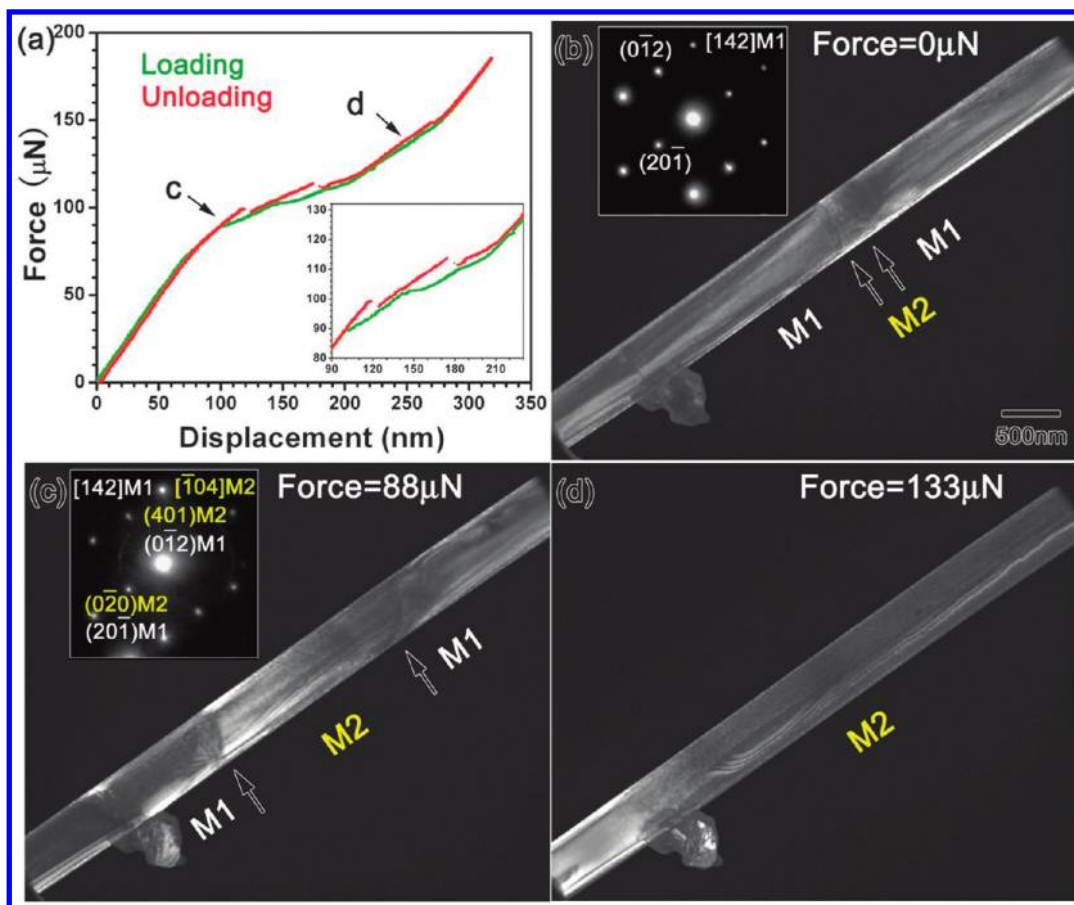 (a)
Loading
Unloading
c
d
Force (μN)
200
150
100
50
0
0 50 100 150 200 250 300 350
Displacement (nm)
130
120
110
100
90
80
90 120 150 180 210
(b)
(01̅2)
[142]M1
(201̅)
Force=0μN
M1
M2
M1
500nm
(c)
[142]M1 [1̅04]M2
(401)M2
(01̅2)M1
(02̅0)M2
(201̅)M1
Force=88μN
M1
M2
M1
(d)
Force=133μN
M2